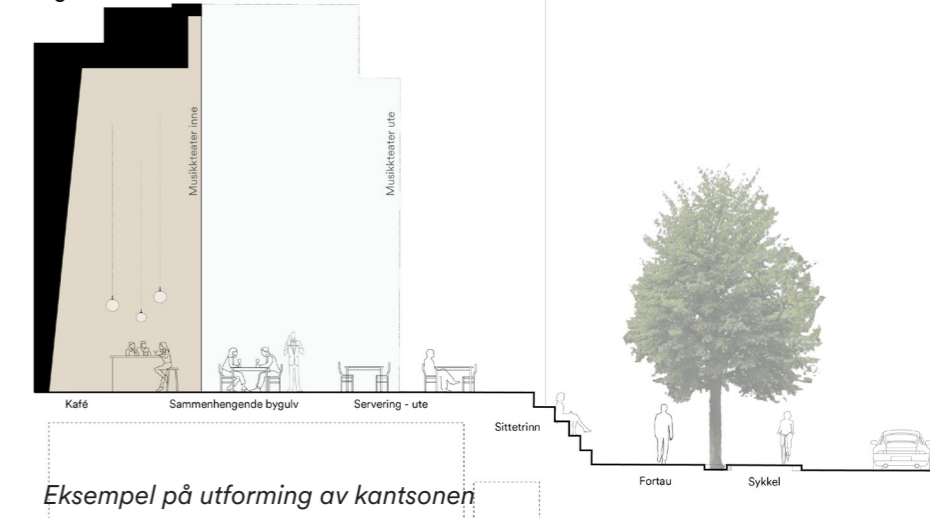 Musikkteater inne
Musikkteater ute
Kafé
Sammenhengende bygulv
Servering - ute
Sittetrinn
Fortau
Sykkel
Eksempel på utforming av kantsonen